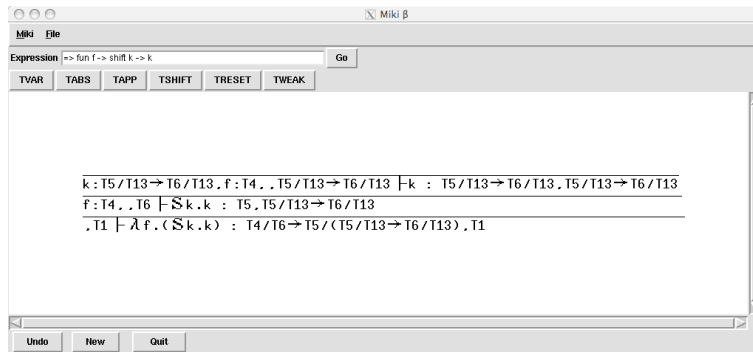 Miki β
Miki File
Expression => fun f -> shift k -> k Go
TVAR TABS TAPP TSHIFT TRESET TWEAK
k:T5/T13→T6/T13,f:T4,,T5/T13→T6/T13 ⊢k : T5/T13→T6/T13,T5/T13→T6/T13
f:T4,,T6 ⊢Sk.k : T5,T5/T13→T6/T13
,T1 ⊢λf.(Sk.k) : T4/T6→T5/(T5/T13→T6/T13),T1
Undo New Quit